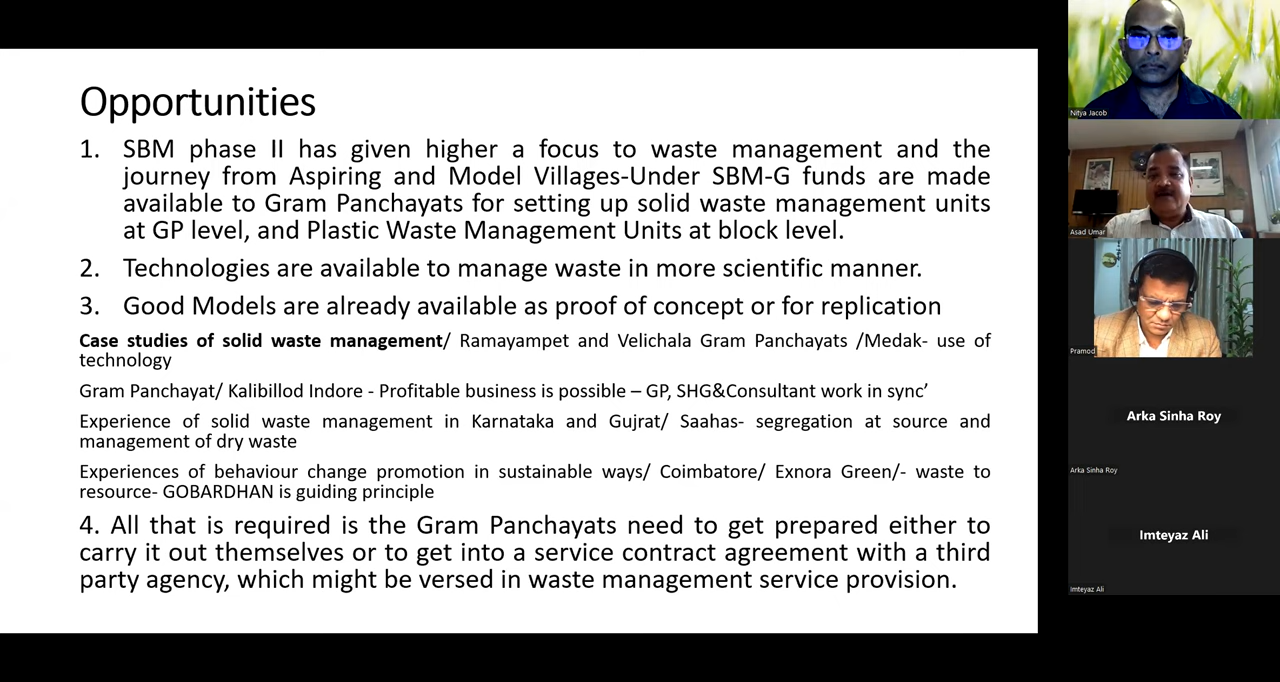 Opportunities
1. SBM phase II has given higher a focus to waste management and the
journey from Aspiring and Model Villages-Under SBM-G funds are made
available to Gram Panchayats for setting up solid waste management units
at GP level, and Plastic Waste Management Units at block level.
2. Technologies are available to manage waste in more scientific manner.
3. Good Models are already available as proof of concept or for replication
Case studies of solid waste management/ Ramayampet and Velichala Gram Panchayats /Medak- use of
technology
Gram Panchayat/ Kalibillod Indore - Profitable business is possible – GP, SHG&Consultant work in sync’
Experience of solid waste management in Karnataka and Gujrat/ Saahas- segregation at source and
management of dry waste
Experiences of behaviour change promotion in sustainable ways/ Coimbatore/ Exnora Green/- waste to
resource- GOBARDHAN is guiding principle
4. All that is required is the Gram Panchayats need to get prepared either to
carry it out themselves or to get into a service contract agreement with a third
party agency, which might be versed in waste management service provision.
Nitya Jacob
Asad Umar
Pramod
Arka Sinha Roy
Arka Sinha Roy
Imteyaz Ali
Imteyaz Ali